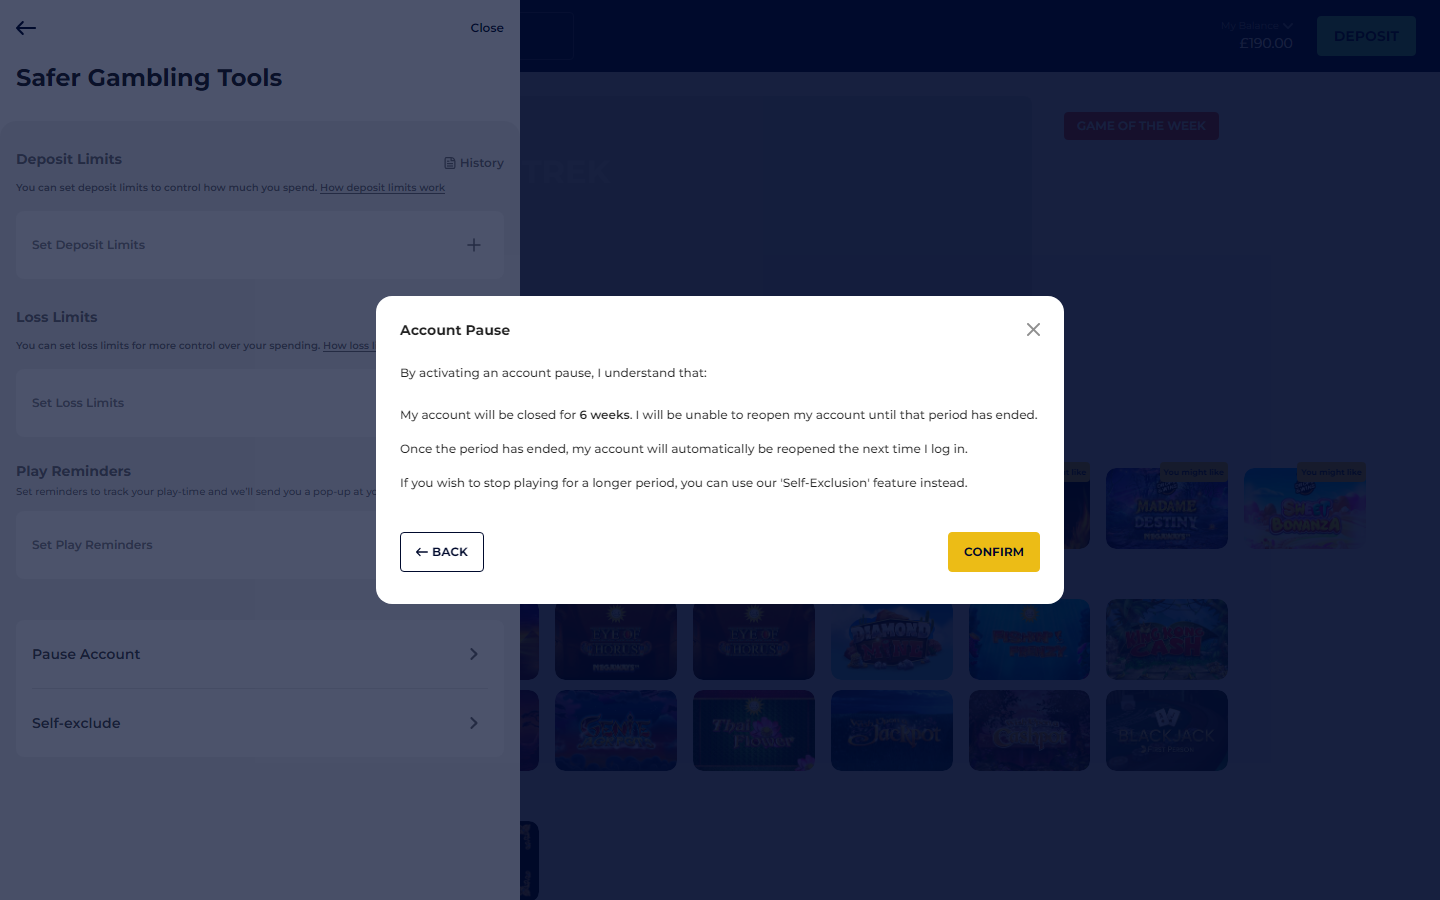 Close
My Balance
£190.00
DEPOSIT
Safer Gambling Tools
GAME OF THE WEEK
Deposit Limits
History
TREK
You can set deposit limits to control how much you spend. How deposit limits work
Set Deposit Limits
Loss Limits
You can set loss limits for more control over your spending. How loss
Set Loss Limits
Account Pause
By activating an account pause, I understand that:
My account will be closed for 6 weeks. I will be unable to reopen my account until that period has ended.
Once the period has ended, my account will automatically be reopened the next time I log in.
If you wish to stop playing for a longer period, you can use our 'Self-Exclusion' feature instead.
BACK
CONFIRM
Play Reminders
Set reminders to track your play-time and we'll send you a pop-up at
Set Play Reminders
like
You might like
You might like
MADAME
DESTINY
MEGAWAYS
SWEET
BONANZA
Pause Account
Self-exclude
EYE OF
HORUS
MEGAWAYS
EYE OF
HORUS
DIAMOND
MINE
FISHIN'
FRENZY
Thai
Flower
Jackpot
BLACKJACK